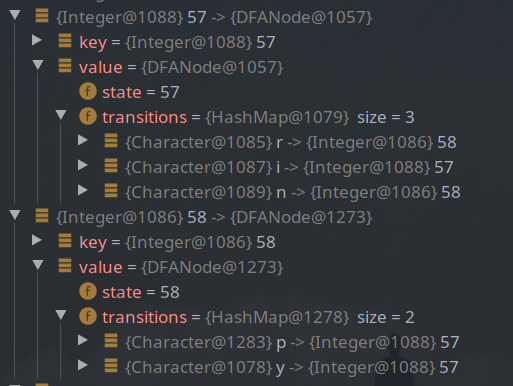 {Integer@1088} 57 -> {DFANode@1057}
key = {Integer@1088} 57
value = {DFANode@1057}
f state = 57
f transitions = {HashMap@1079} size = 3
{Character@1085} r -> {Integer@1086} 58
{Character@1087} i -> {Integer@1088} 57
{Character@1089} n -> {Integer@1086} 58
{Integer@1086} 58 -> {DFANode@1273}
key = {Integer@1086} 58
value = {DFANode@1273}
f state = 58
f transitions = {HashMap@1278} size = 2
{Character@1283} p -> {Integer@1088} 57
{Character@1078} y -> {Integer@1088} 57